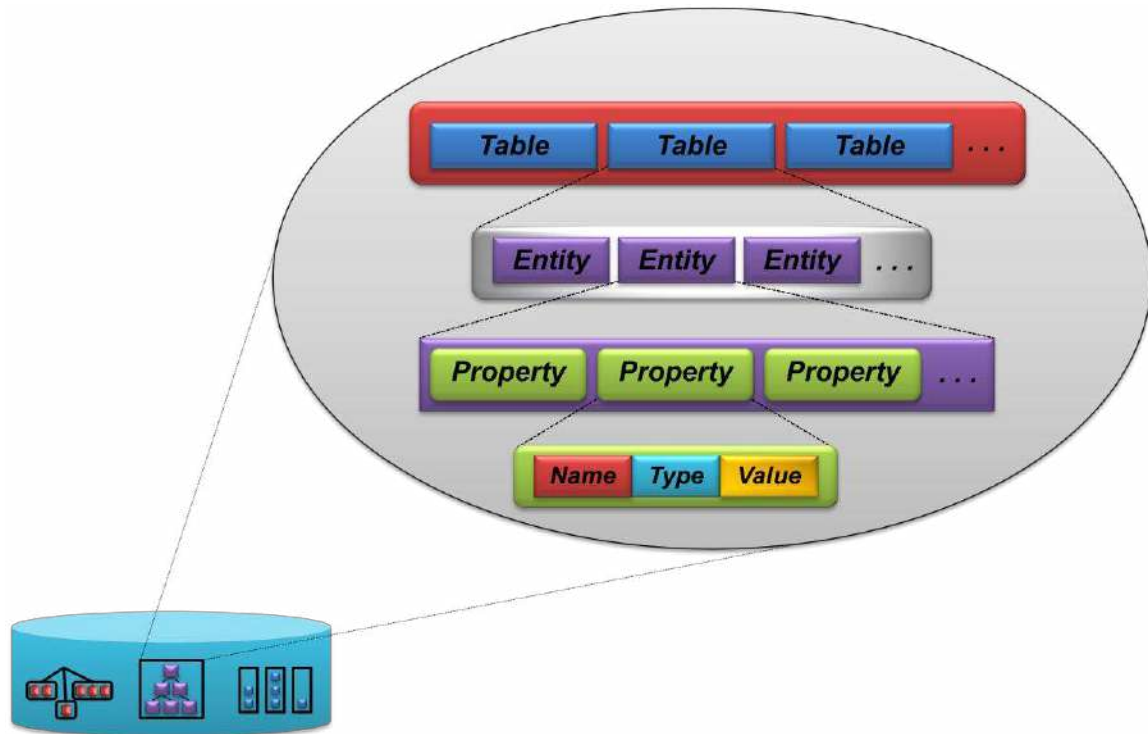 Table Table Table . . .
Entity Entity Entity . . .
Property Property Property . . .
Name Type Value